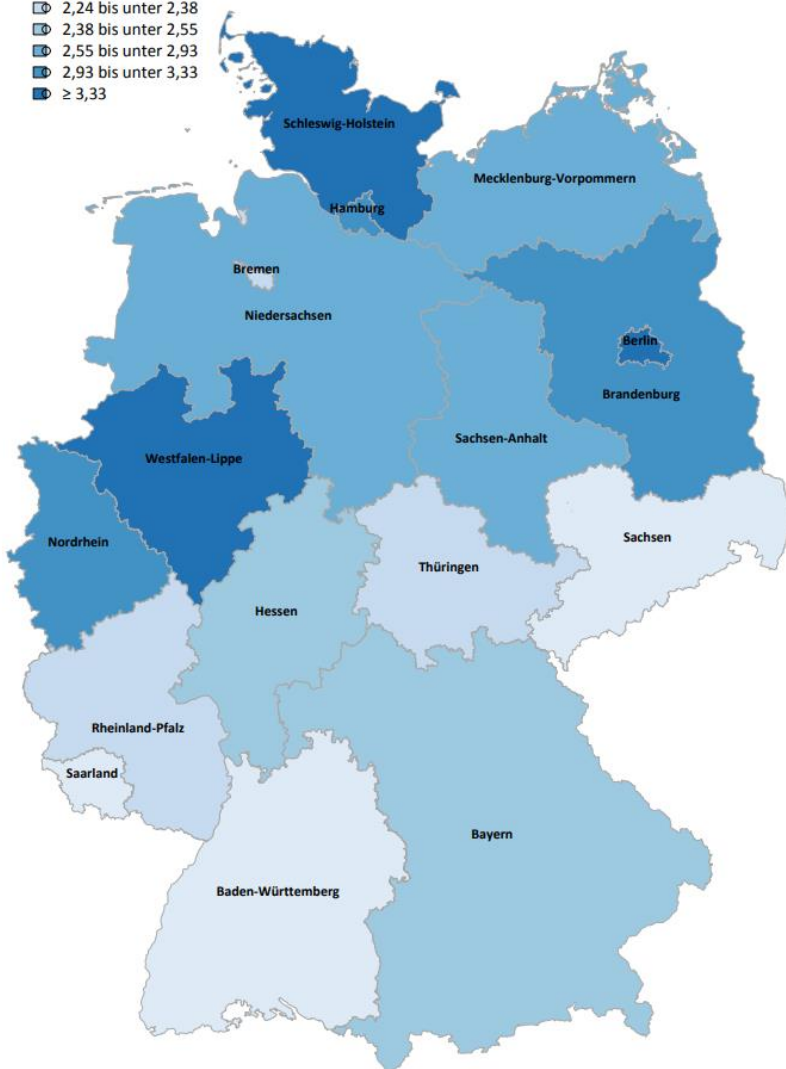 2,24 bis unter 2,38
2,38 bis unter 2,55
2,55 bis unter 2,93
2,93 bis unter 3,33
≥ 3,33
Schleswig-Holstein
Mecklenburg-Vorpommern
Hamburg
Bremen
Niedersachsen
Berlin
Brandenburg
Sachsen-Anhalt
Westfalen-Lippe
Nordrhein
Sachsen
Thüringen
Hessen
Rheinland-Pfalz
Saarland
Bayern
Baden-Württemberg